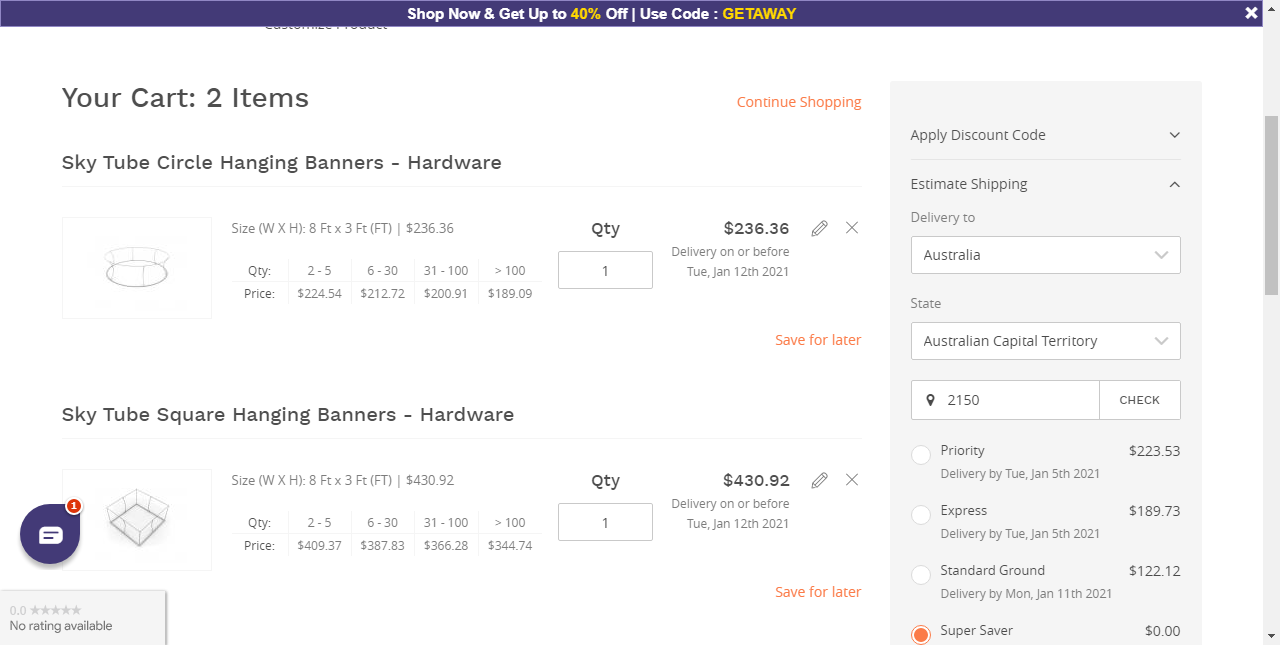 Shop Now & Get Up to 40% Off | Use Code : GETAWAY
Customize Product
Your Cart: 2 Items
Continue Shopping
Sky Tube Circle Hanging Banners - Hardware
Size (W X H): 8 Ft x 3 Ft (FT) | $236.36
Qty: 2 - 5 6 - 30 31 - 100 > 100
Price: $224.54 $212.72 $200.91 $189.09
Qty
1
$236.36
Delivery on or before
Tue, Jan 12th 2021
Save for later
Sky Tube Square Hanging Banners - Hardware
Size (W X H): 8 Ft x 3 Ft (FT) | $430.92
Qty: 2 - 5 6 - 30 31 - 100 > 100
Price: $409.37 $387.83 $366.28 $344.74
Qty
1
$430.92
Delivery on or before
Tue, Jan 12th 2021
Save for later
Apply Discount Code
Estimate Shipping
Delivery to
Australia
State
Australian Capital Territory
2150 CHECK
Priority $223.53
Delivery by Tue, Jan 5th 2021
Express $189.73
Delivery by Tue, Jan 5th 2021
Standard Ground $122.12
Delivery by Mon, Jan 11th 2021
Super Saver $0.00
1
0.0 ★★★★★
No rating available